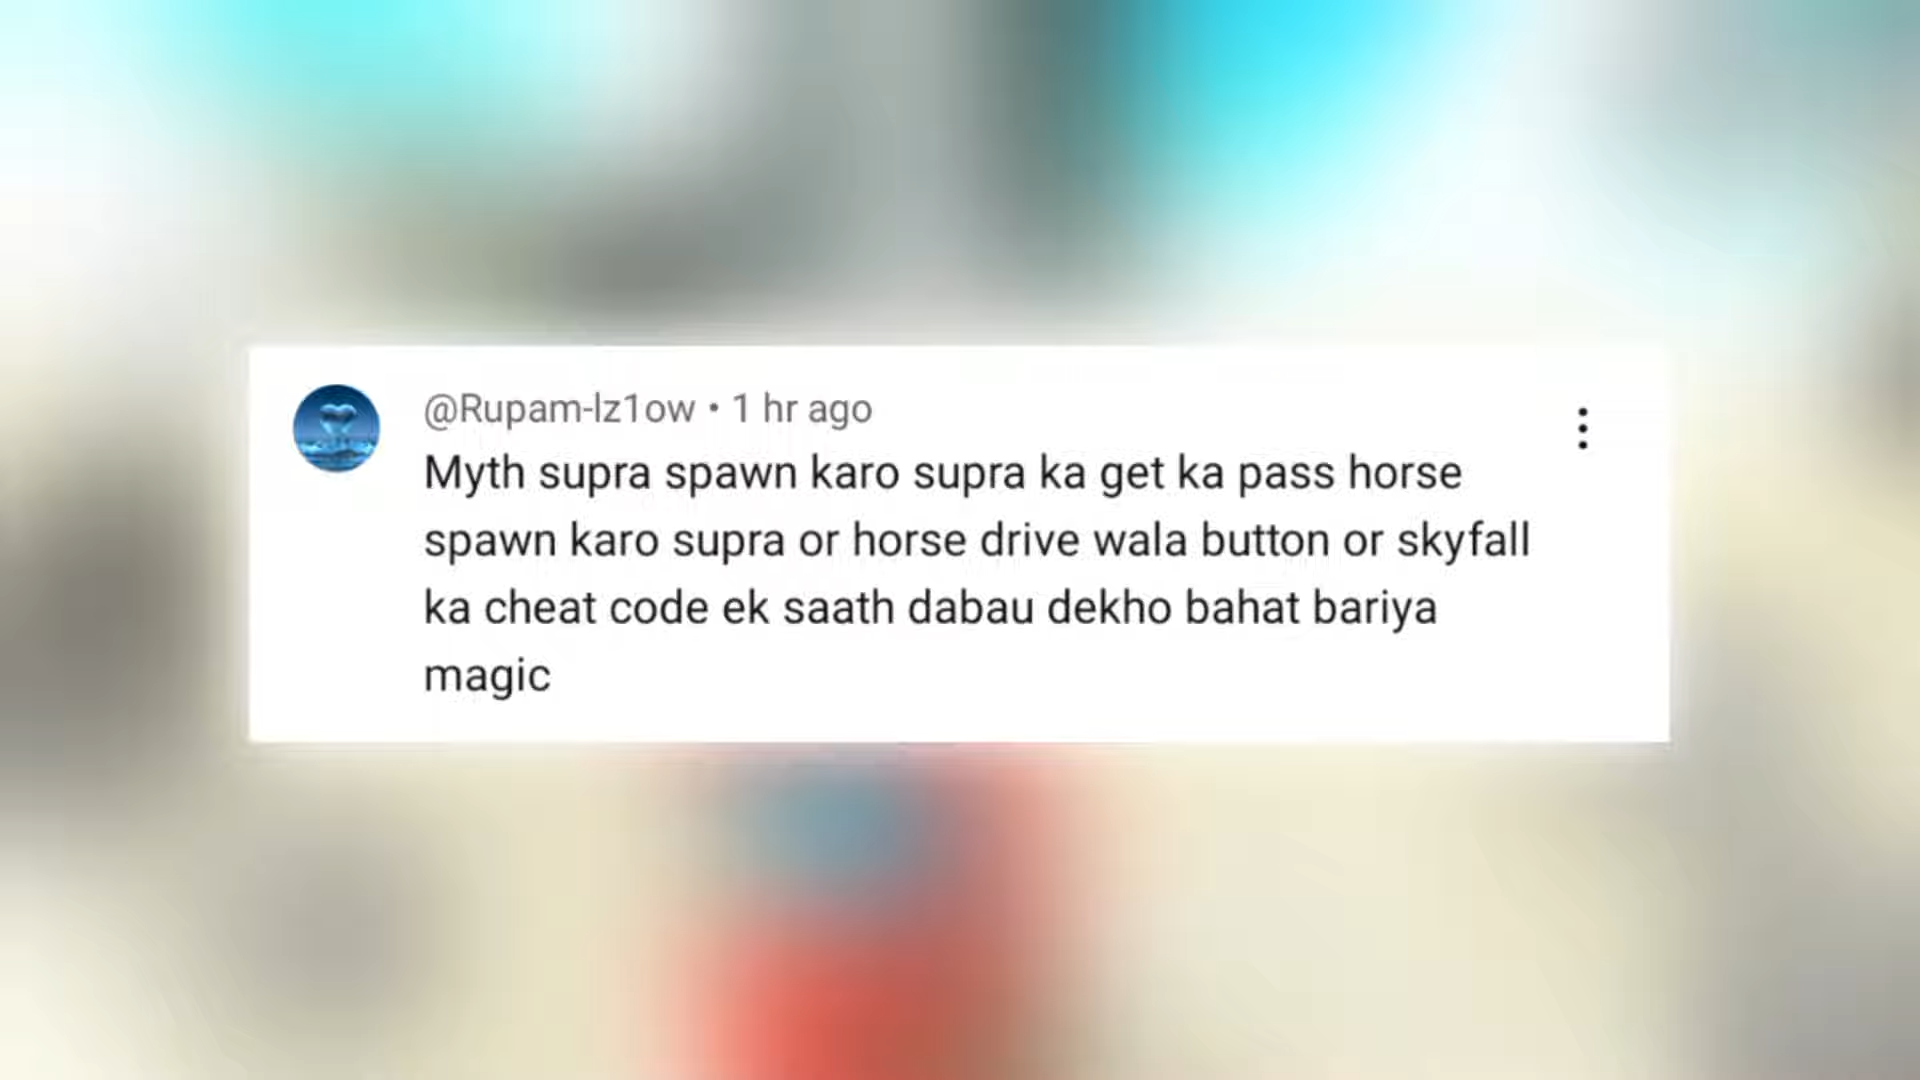 @Rupam-lz1ow • 1 hr ago
Myth supra spawn karo supra ka get ka pass horse
spawn karo supra or horse drive wala button or skyfall
ka cheat code ek saath dabau dekho bahat bariya
magic